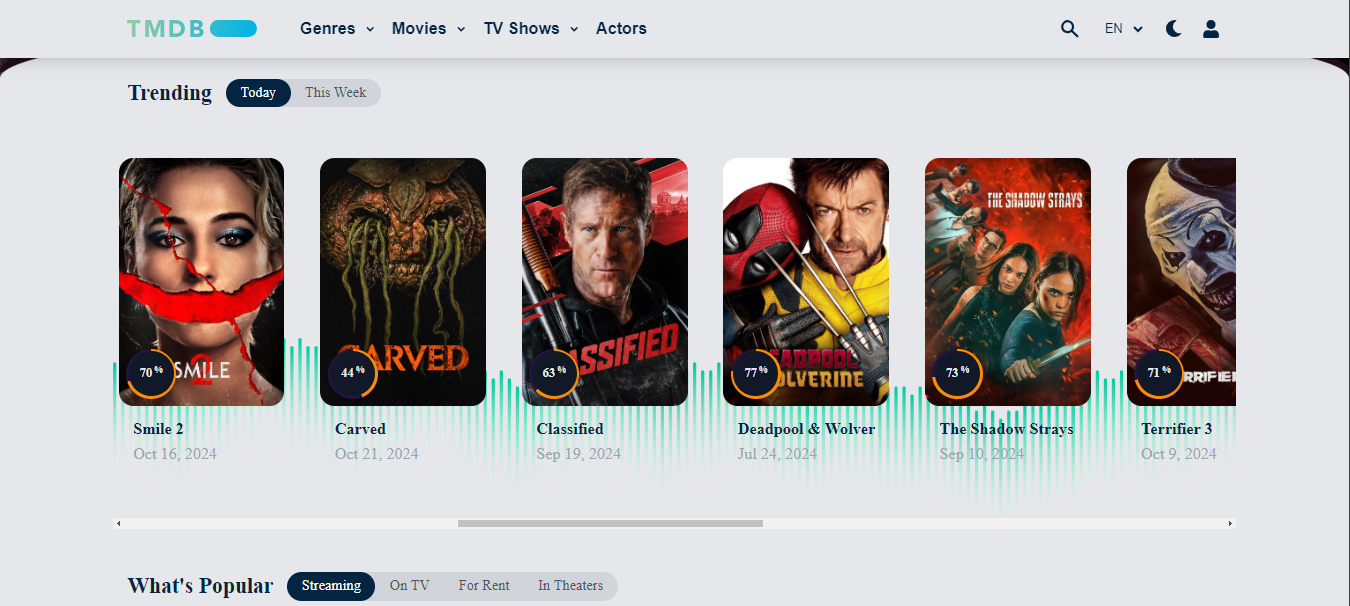 TMDB Genres Movies TV Shows Actors EN
Trending Today This Week
THE SHADOW STRAYS
SMILE 2
CARVED
ASSIFIED
DEADPOOL
OLVERINE
RRIFIE
70% 44% 63% 77% 73% 71%
Smile 2 Carved Classified Deadpool & Wolver The Shadow Strays Terrifier 3
Oct 16, 2024 Oct 21, 2024 Sep 19, 2024 Jul 24, 2024 Sep 10, 2024 Oct 9, 2024
What's Popular Streaming On TV For Rent In Theaters